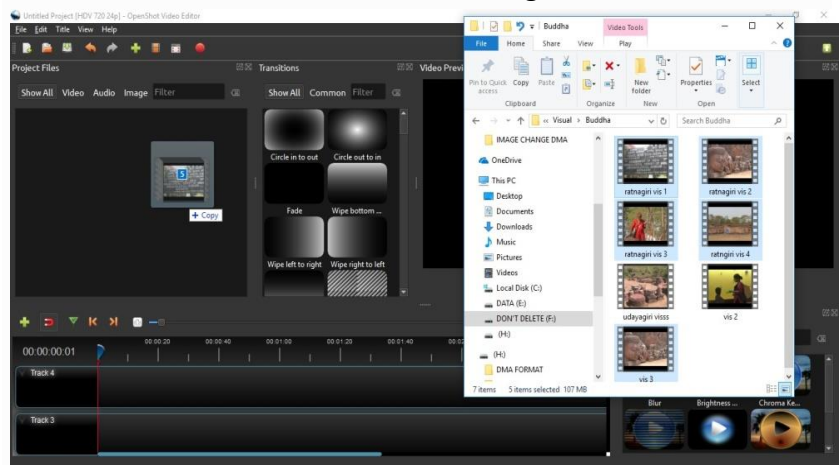 Untitled Project [HDV 720 24p] - OpenShot Video Editor
File Edit Title View Help
Project Files
Show All Video Audio Image Filter
5
+ Copy
Transitions
Show All Common Filter
Circle in to out Circle out to in
Fade Wipe bottom ...
Wipe left to right Wipe right to left
Video Previ
Buddha Video Tools
File Home Share View Play
Pin to Quick access Copy Paste New folder Properties Select
Clipboard Organize New Open
« Visual > Buddha Search Buddha
IMAGE CHANGE DMA
OneDrive
This PC
Desktop
Documents
Downloads
Music
Pictures
Videos
Local Disk (C:)
DATA (E:)
DON'T DELETE (F:)
(H:)
(H:)
DMA FORMAT
ratnagiri vis 1 ratnagiri vis 2
ratnagiri vis 3 ratngiri vis 4
udayagiri visss vis 2
vis 3
7 items 5 items selected 107 MB
00:00:00:01
00:00:20 00:00:40 00:01:00 00:01:20 00:01:40 00:02
Track 4
Track 3
Blur Brightness ... Chroma Ke...